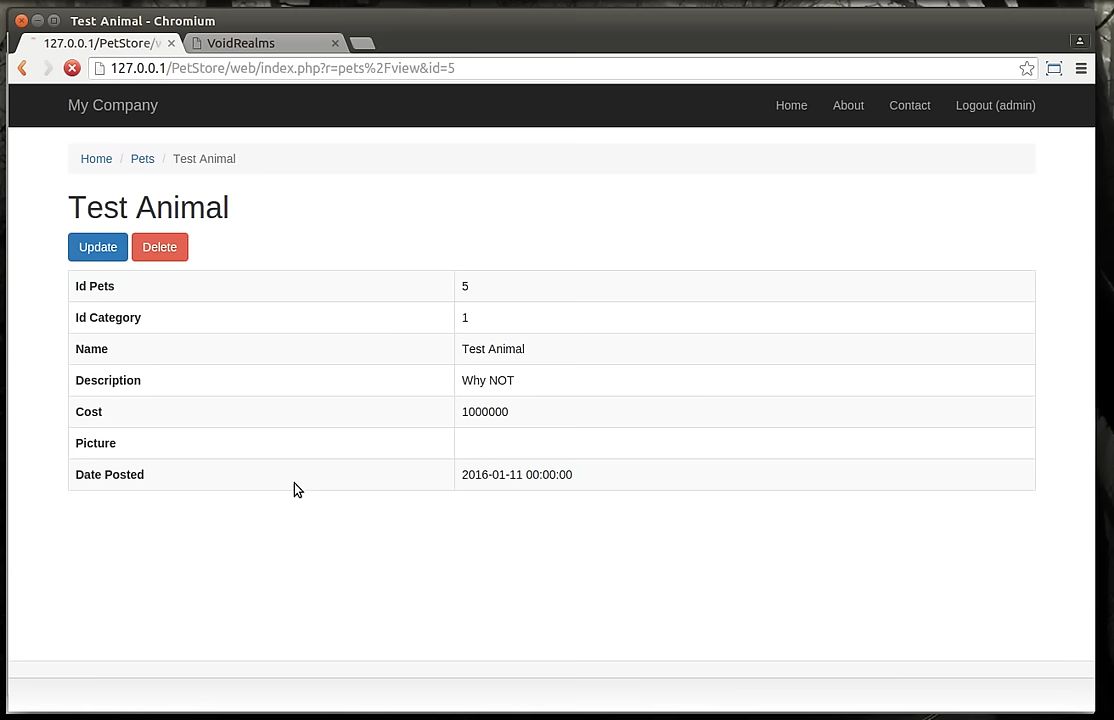 Test Animal - Chromium
127.0.0.1/PetStore/v
VoidRealms
127.0.0.1/PetStore/web/index.php?r=pets%2Fview&id=5
My Company Home About Contact Logout (admin)
Home / Pets / Test Animal
Test Animal
Update Delete
Id Pets 5
Id Category 1
Name Test Animal
Description Why NOT
Cost 1000000
Picture
Date Posted 2016-01-11 00:00:00